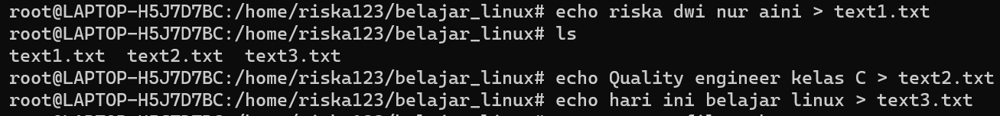 root@LAPTOP-H5J7D7BC:/home/riska123/belajar_linux# echo riska dwi nur aini > text1.txt
root@LAPTOP-H5J7D7BC:/home/riska123/belajar_linux# ls
text1.txt  text2.txt  text3.txt
root@LAPTOP-H5J7D7BC:/home/riska123/belajar_linux# echo Quality engineer kelas C > text2.txt
root@LAPTOP-H5J7D7BC:/home/riska123/belajar_linux# echo hari ini belajar linux > text3.txt